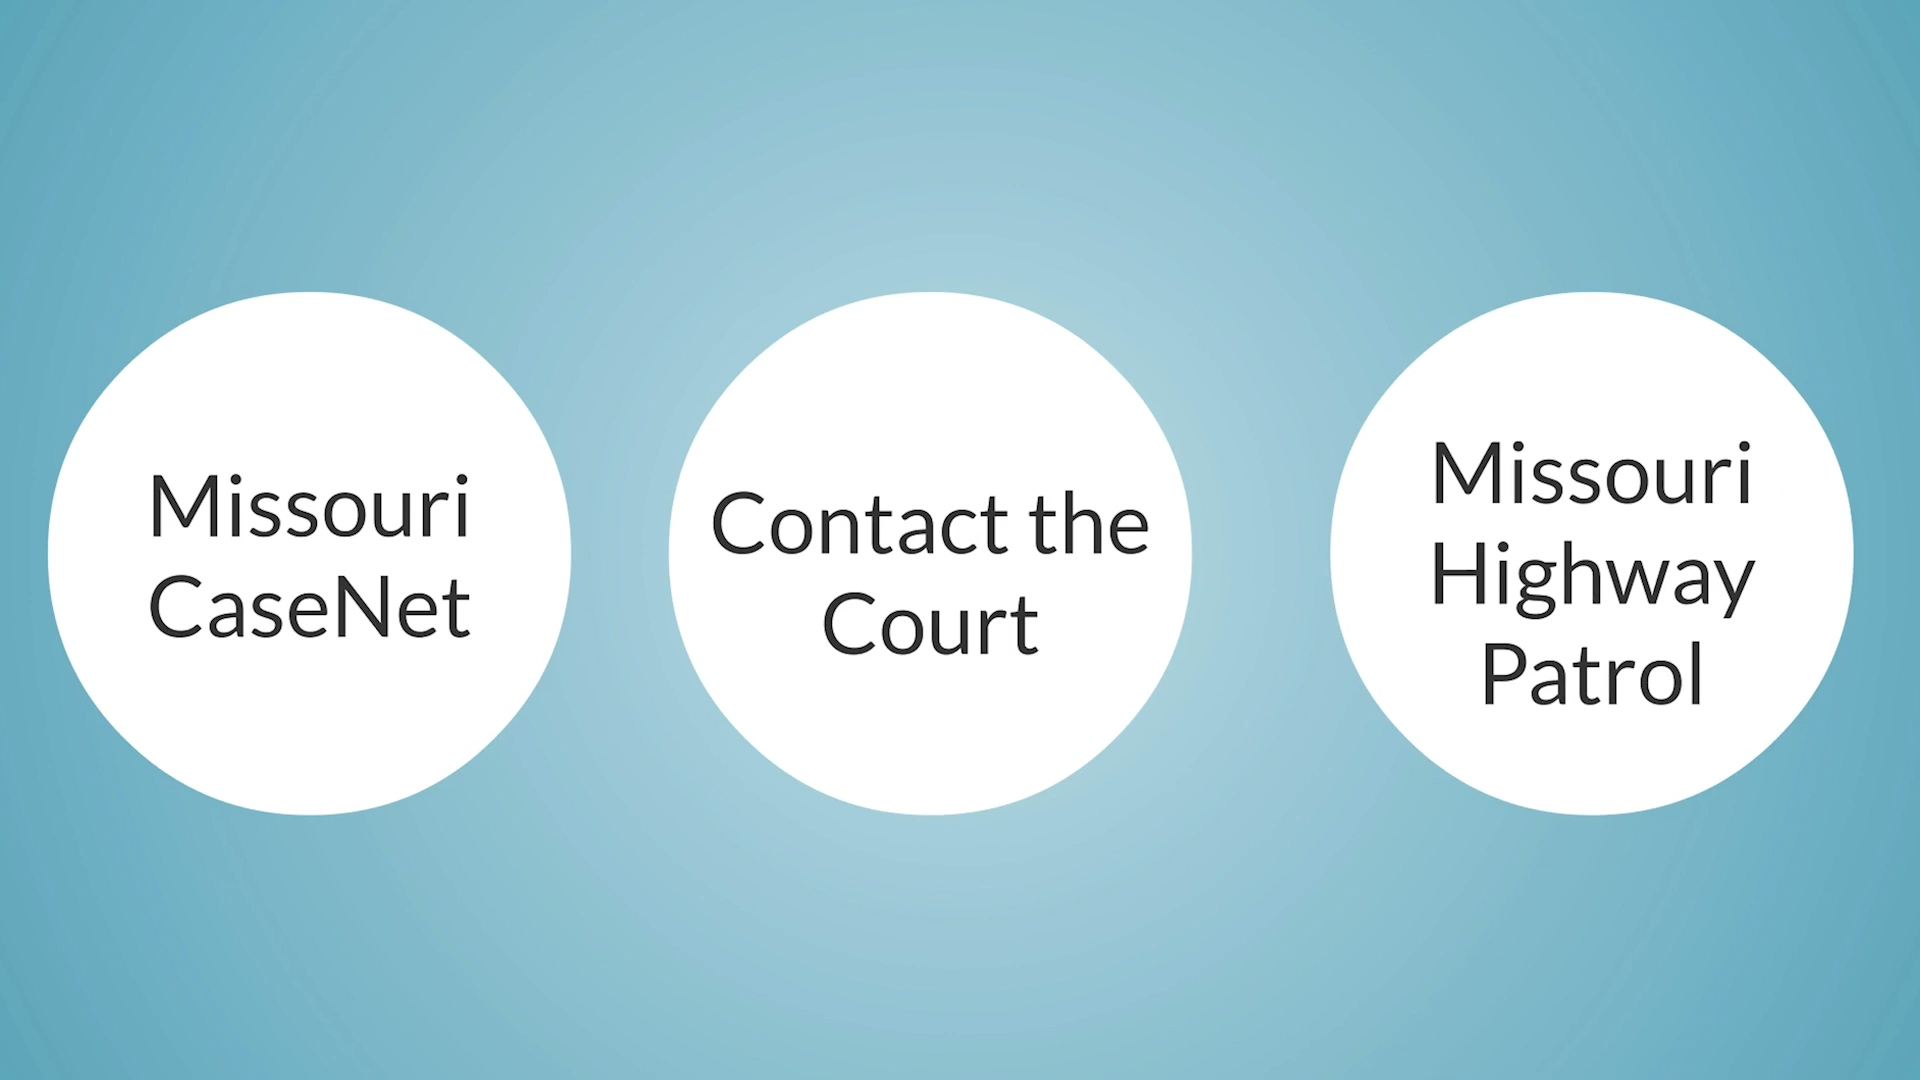 Missouri
CaseNet
Contact the
Court
Missouri
Highway
Patrol